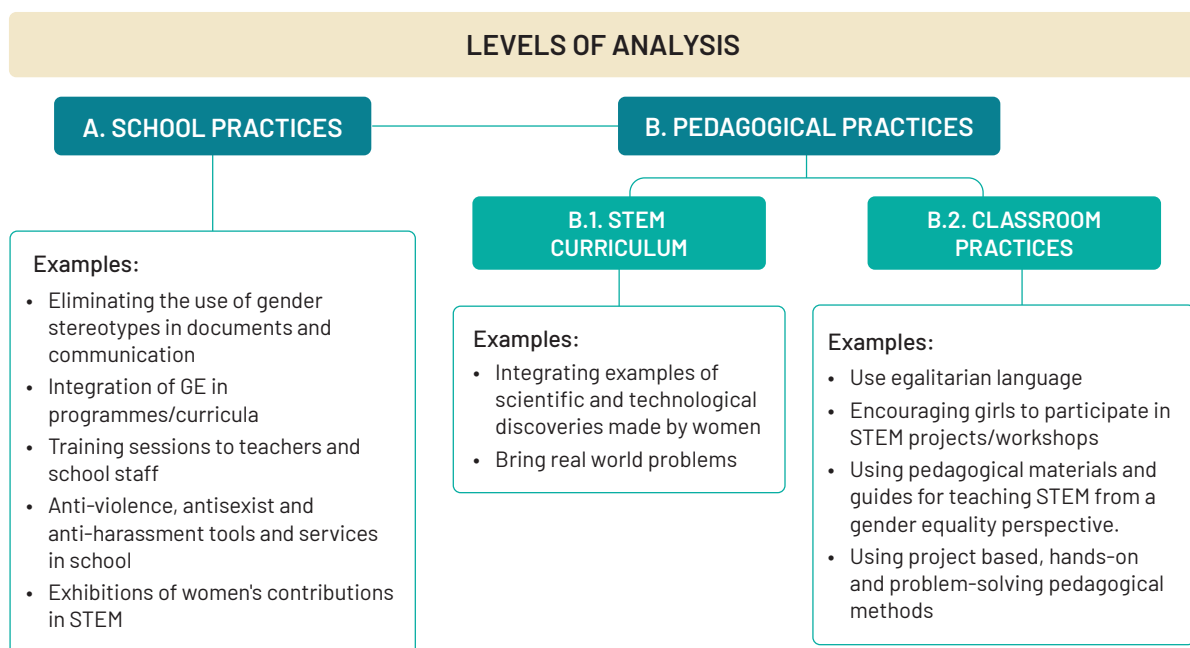 LEVELS OF ANALYSIS
A. SCHOOL PRACTICES
Examples:
• Eliminating the use of gender
stereotypes in documents and
communication
• Integration of GE in
programmes/curricula
• Training sessions to teachers and
school staff
• Anti-violence, antisexist and
anti-harassment tools and services
in school
• Exhibitions of women's contributions
in STEM
B. PEDAGOGICAL PRACTICES
B.1. STEM
CURRICULUM
Examples:
• Integrating examples of
scientific and technological
discoveries made by women
• Bring real world problems
B.2. CLASSROOM
PRACTICES
Examples:
• Use egalitarian language
• Encouraging girls to participate in
STEM projects/workshops
• Using pedagogical materials and
guides for teaching STEM from a
gender equality perspective.
• Using project based, hands-on
and problem-solving pedagogical
methods